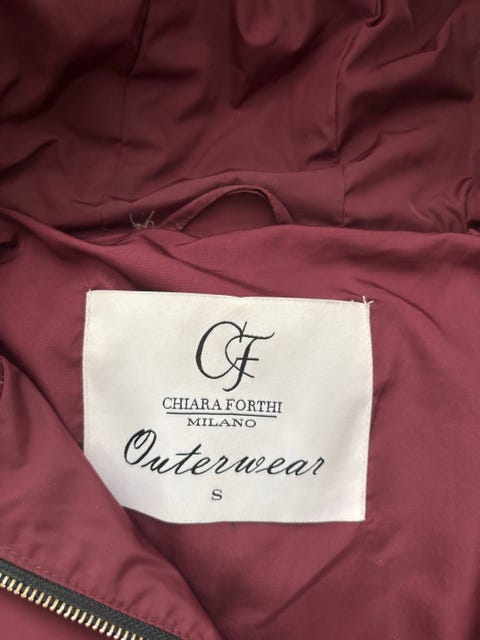 CF
CHIARA FORTHI
MILANO
Outerwear
S